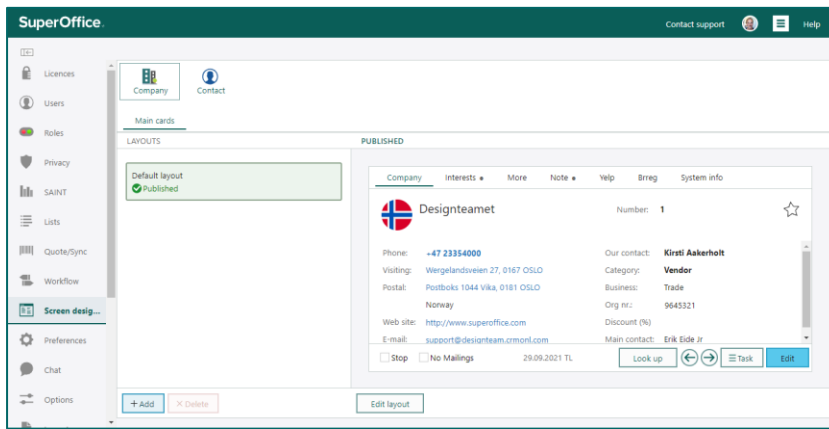 SuperOffice.
Contact support
Help
Licences
Users
Roles
Privacy
SAINT
Lists
Quote/Sync
Workflow
Screen desig...
Preferences
Chat
Options
Company
Contact
Main cards
LAYOUTS
PUBLISHED
Default layout
Published
Company Interests More Note Yelp Brreg System info
Designteamet
Number: 1
Phone: +47 23354000
Our contact: Kirsti Aakerholt
Visiting: Wergelandsveien 27, 0167 OSLO
Category: Vendor
Postal: Postboks 1044 Vika, 0181 OSLO
Business: Trade
Norway
Org nr.: 9645321
Web site: http://www.superoffice.com
Discount (%)
E-mail: support@designteam.crmonl.com
Main contact: Erik Eide Jr
Stop No Mailings 29.09.2021 TL
Look up Task Edit
+ Add × Delete
Edit layout